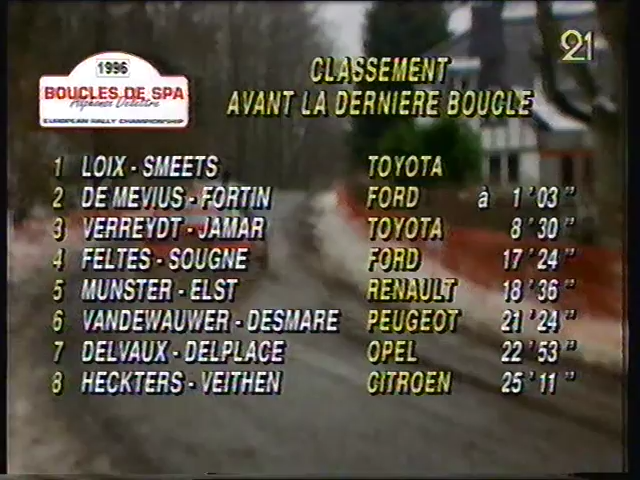 1996
BOUCLES DE SPA
Alphonse Delettre
EUROPEAN RALLY CHAMPIONSHIP
21
CLASSEMENT
AVANT LA DERNIERE BOUCLE
1 LOIX - SMEETS TOYOTA
2 DE MEVIUS - FORTIN FORD à 1'03"
3 VERREYDT - JAMAR TOYOTA 8'30"
4 FELTES - SOUGNE FORD 17'24"
5 MUNSTER - ELST RENAULT 18'36"
6 VANDEWAUWER - DESMARE PEUGEOT 21'24"
7 DELVAUX - DELPLACE OPEL 22'53"
8 HECKTERS - VEITHEN CITROEN 25'11"